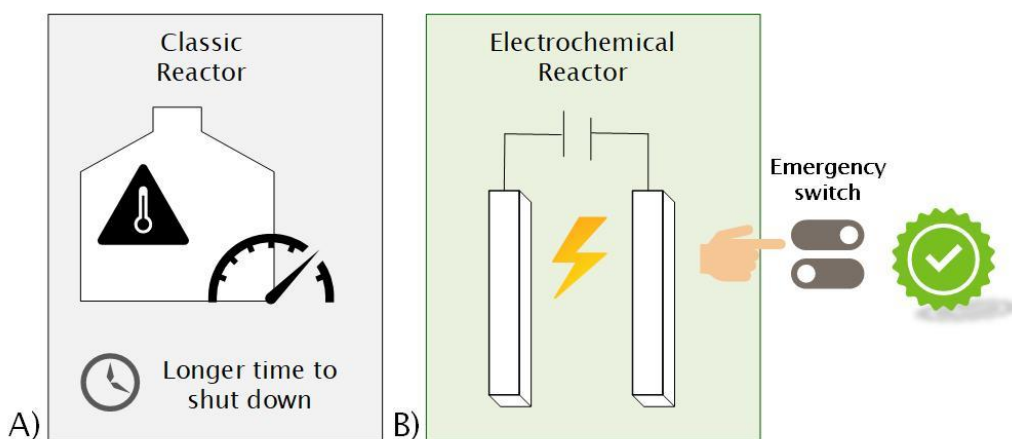 Classic
Reactor
Longer time to
shut down
A)
Electrochemical
Reactor
B)
Emergency
switch